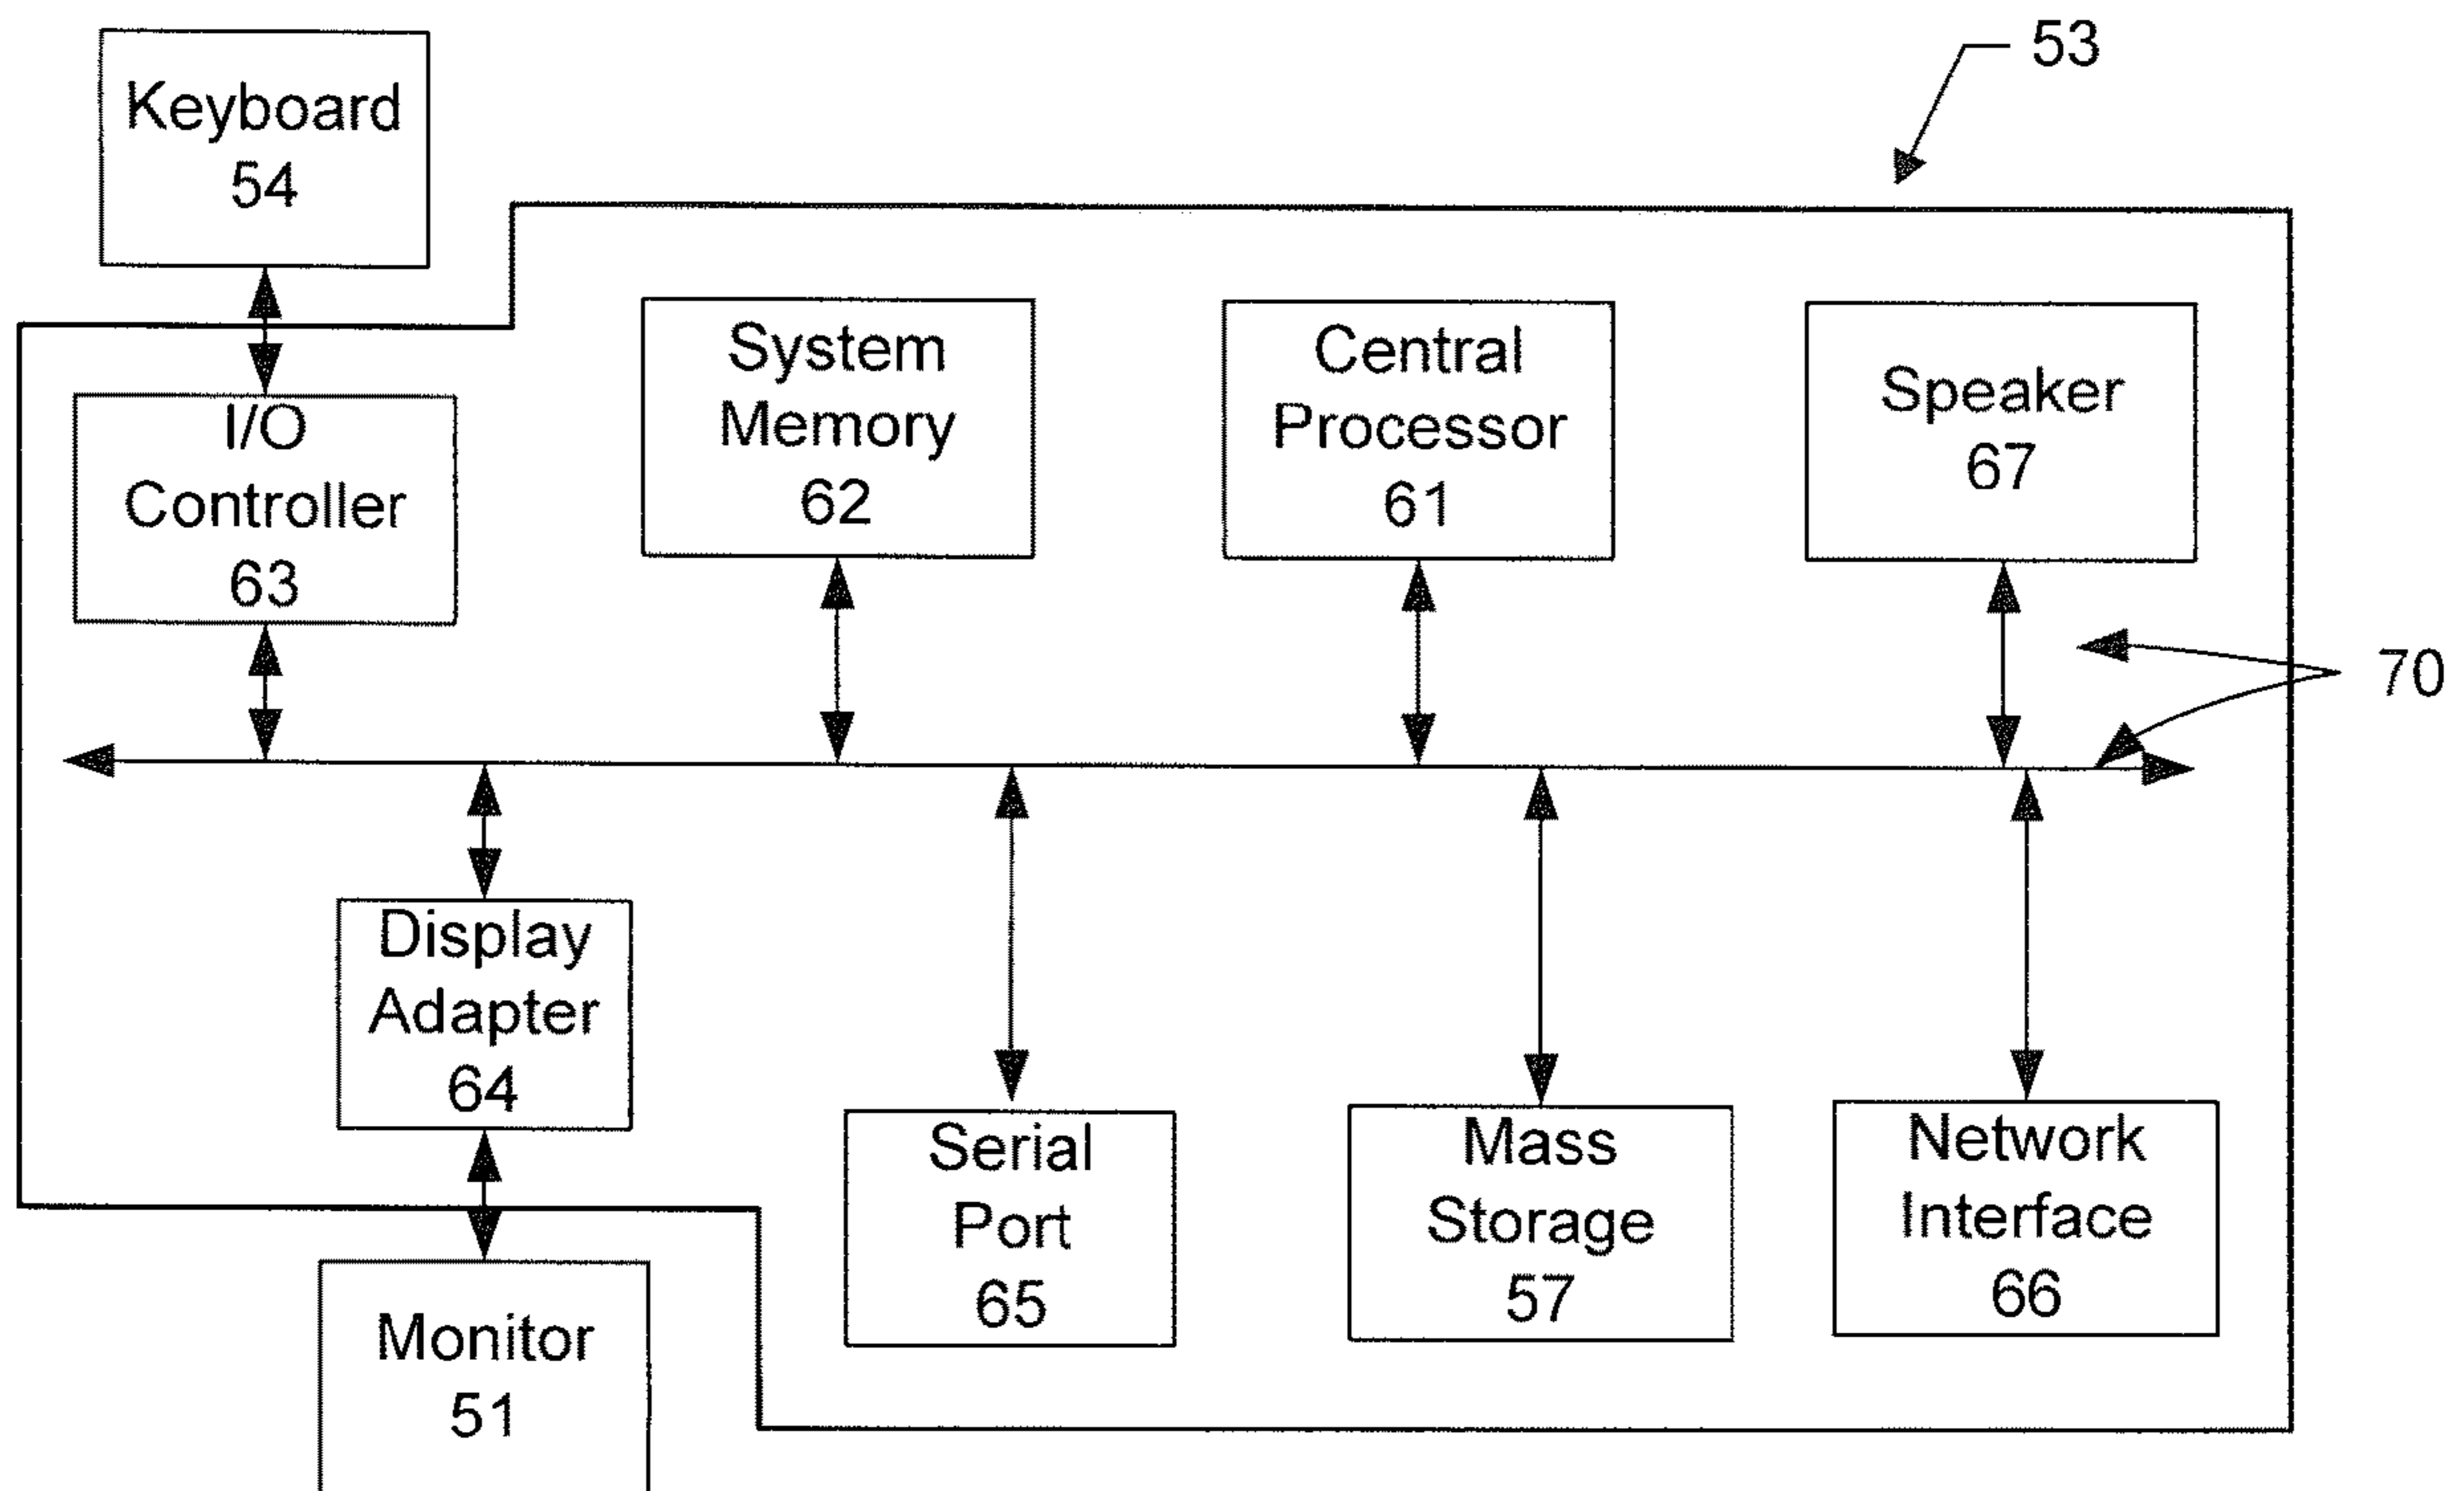 Keyboard
54
53
I/O
Controller
63
System
Memory
62
Central
Processor
61
Speaker
67
70
Display
Adapter
64
Monitor
51
Serial
Port
65
Mass
Storage
57
Network
Interface
66